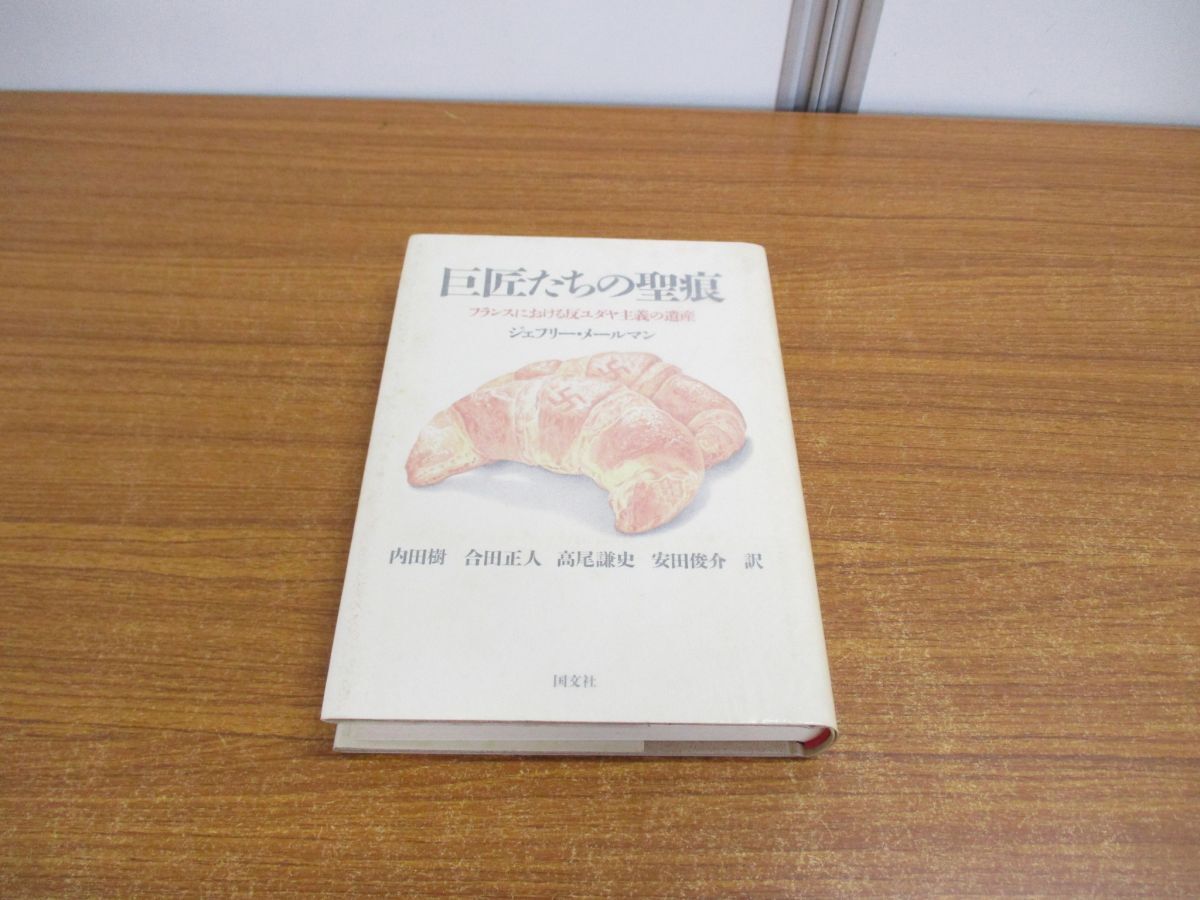 巨匠たちの聖痕
フランスにおける反ユダヤ主義の遺産
ジェフリー・メールマン
内田樹 合田正人 高尾謙史 安田俊介 訳
国文社